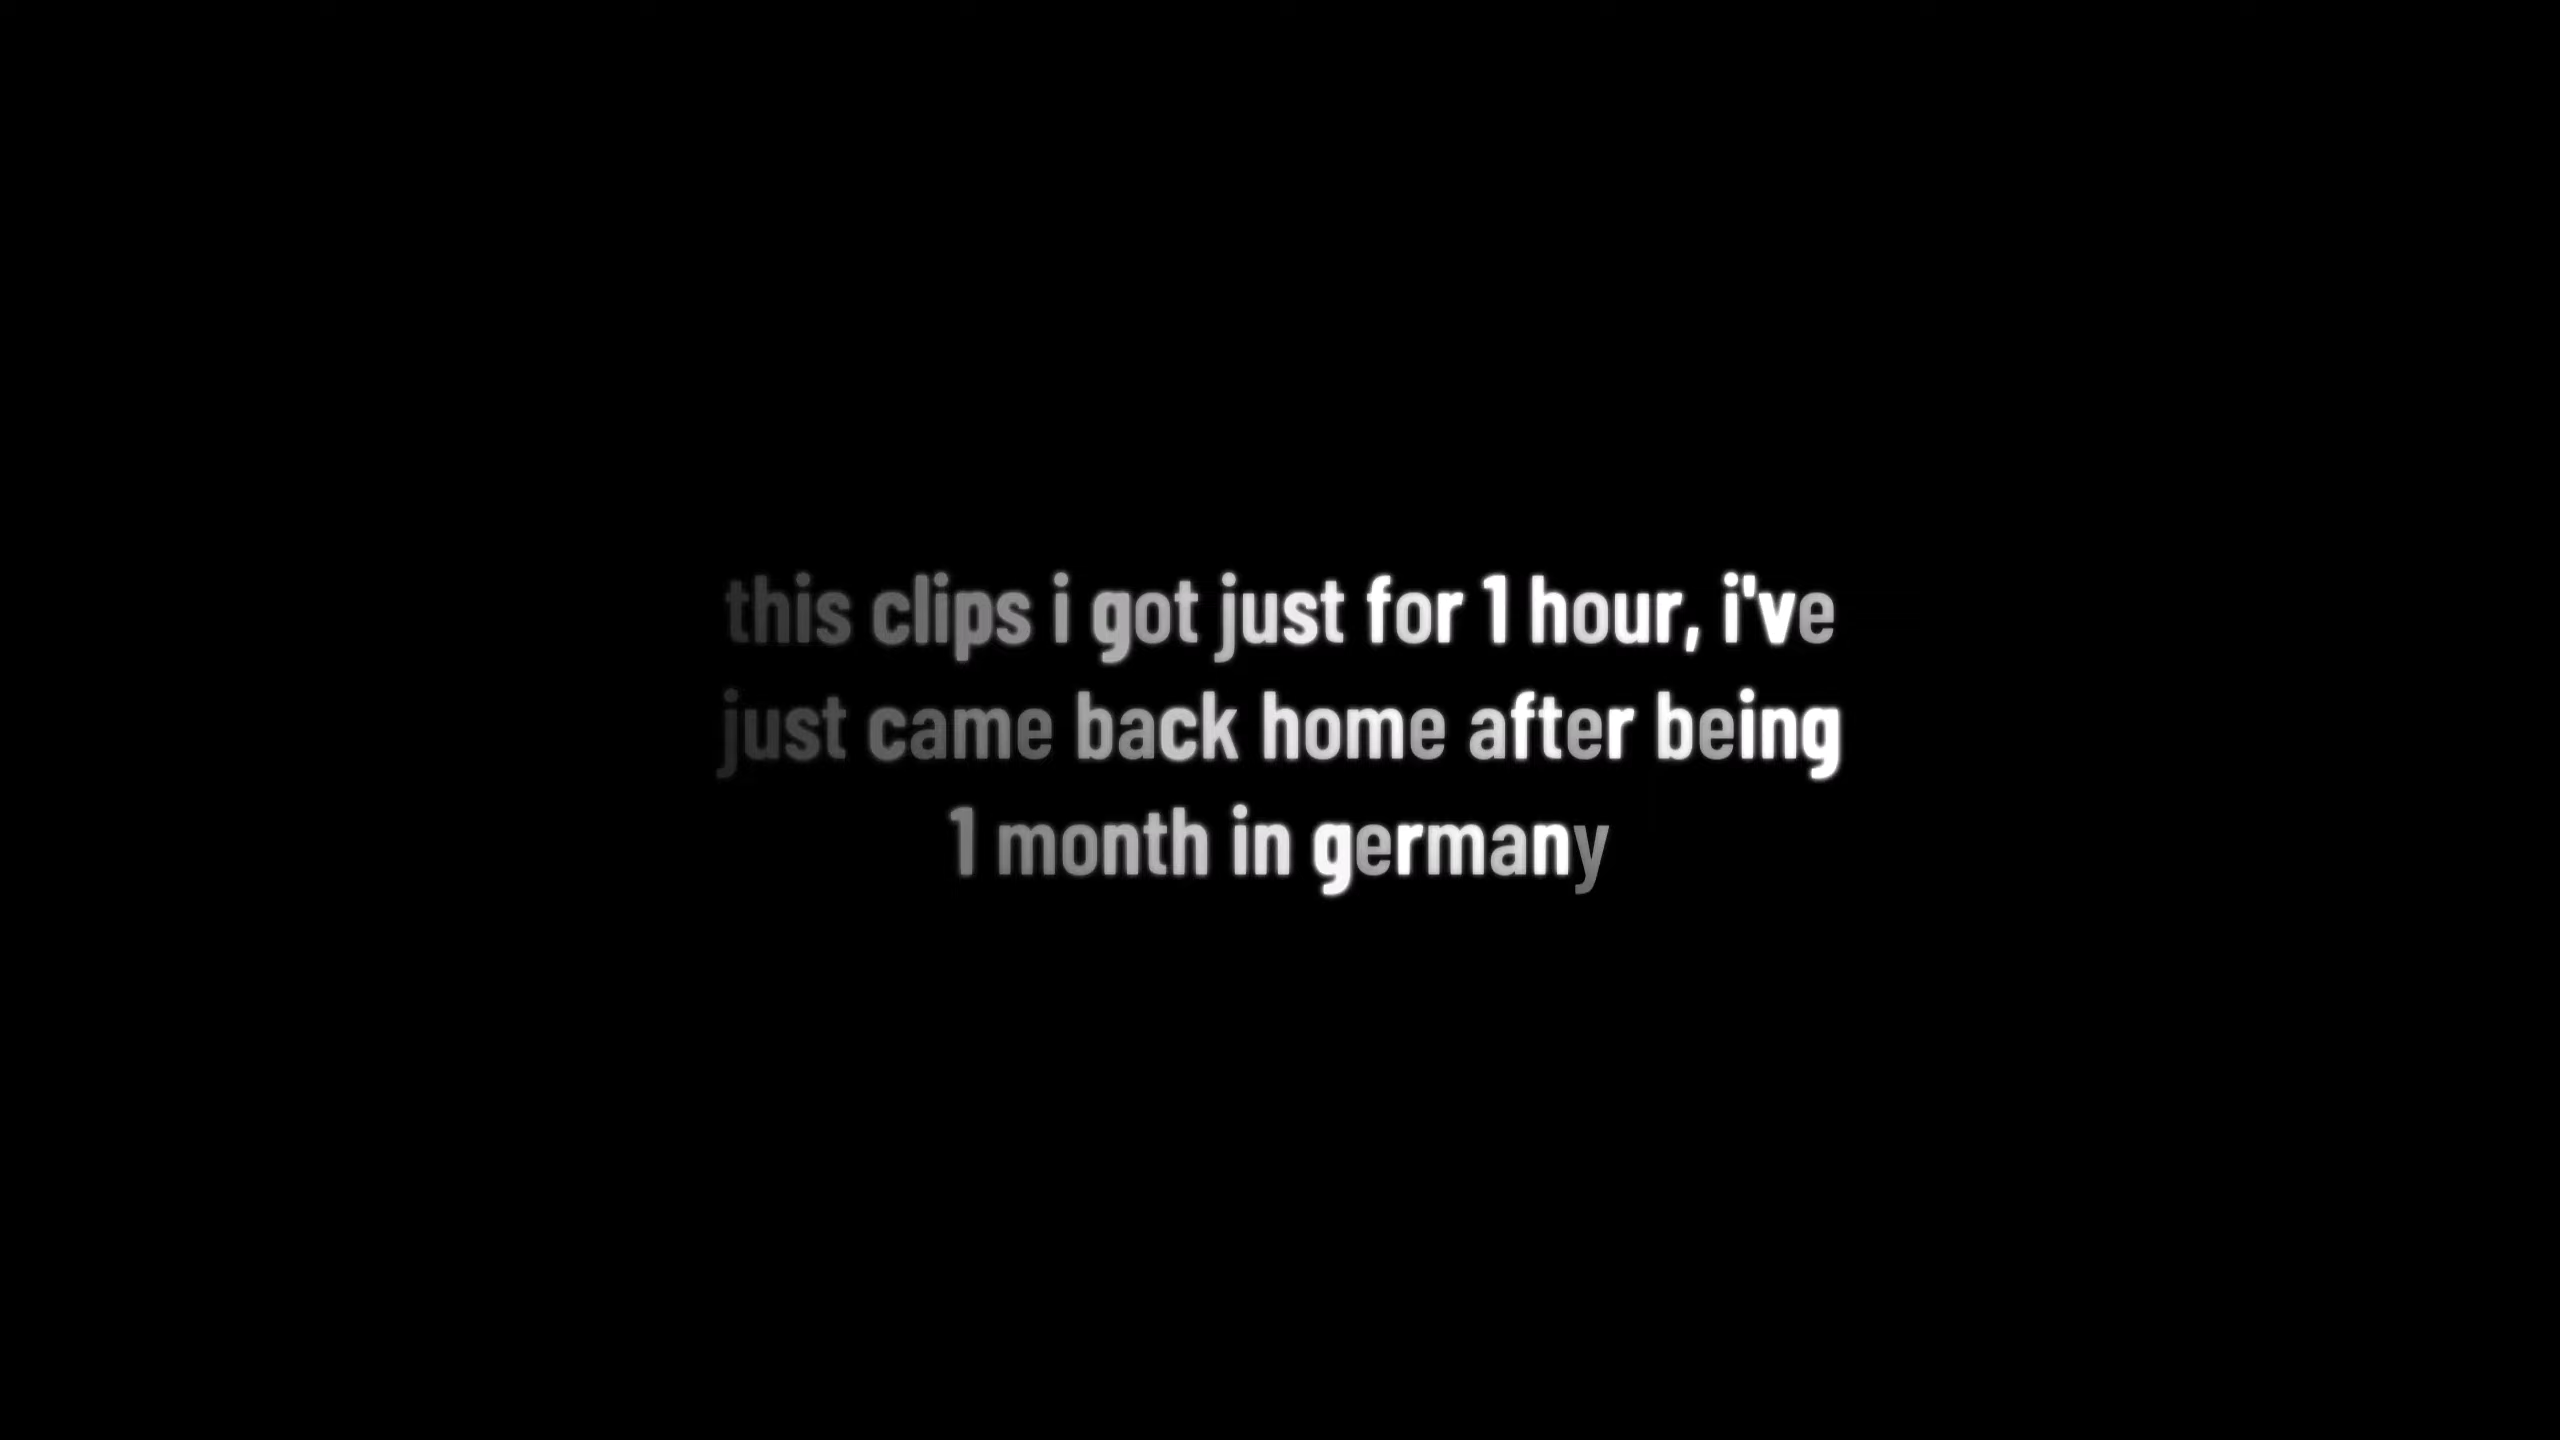 this clips i got just for 1 hour, i've
just came back home after being
1 month in germany